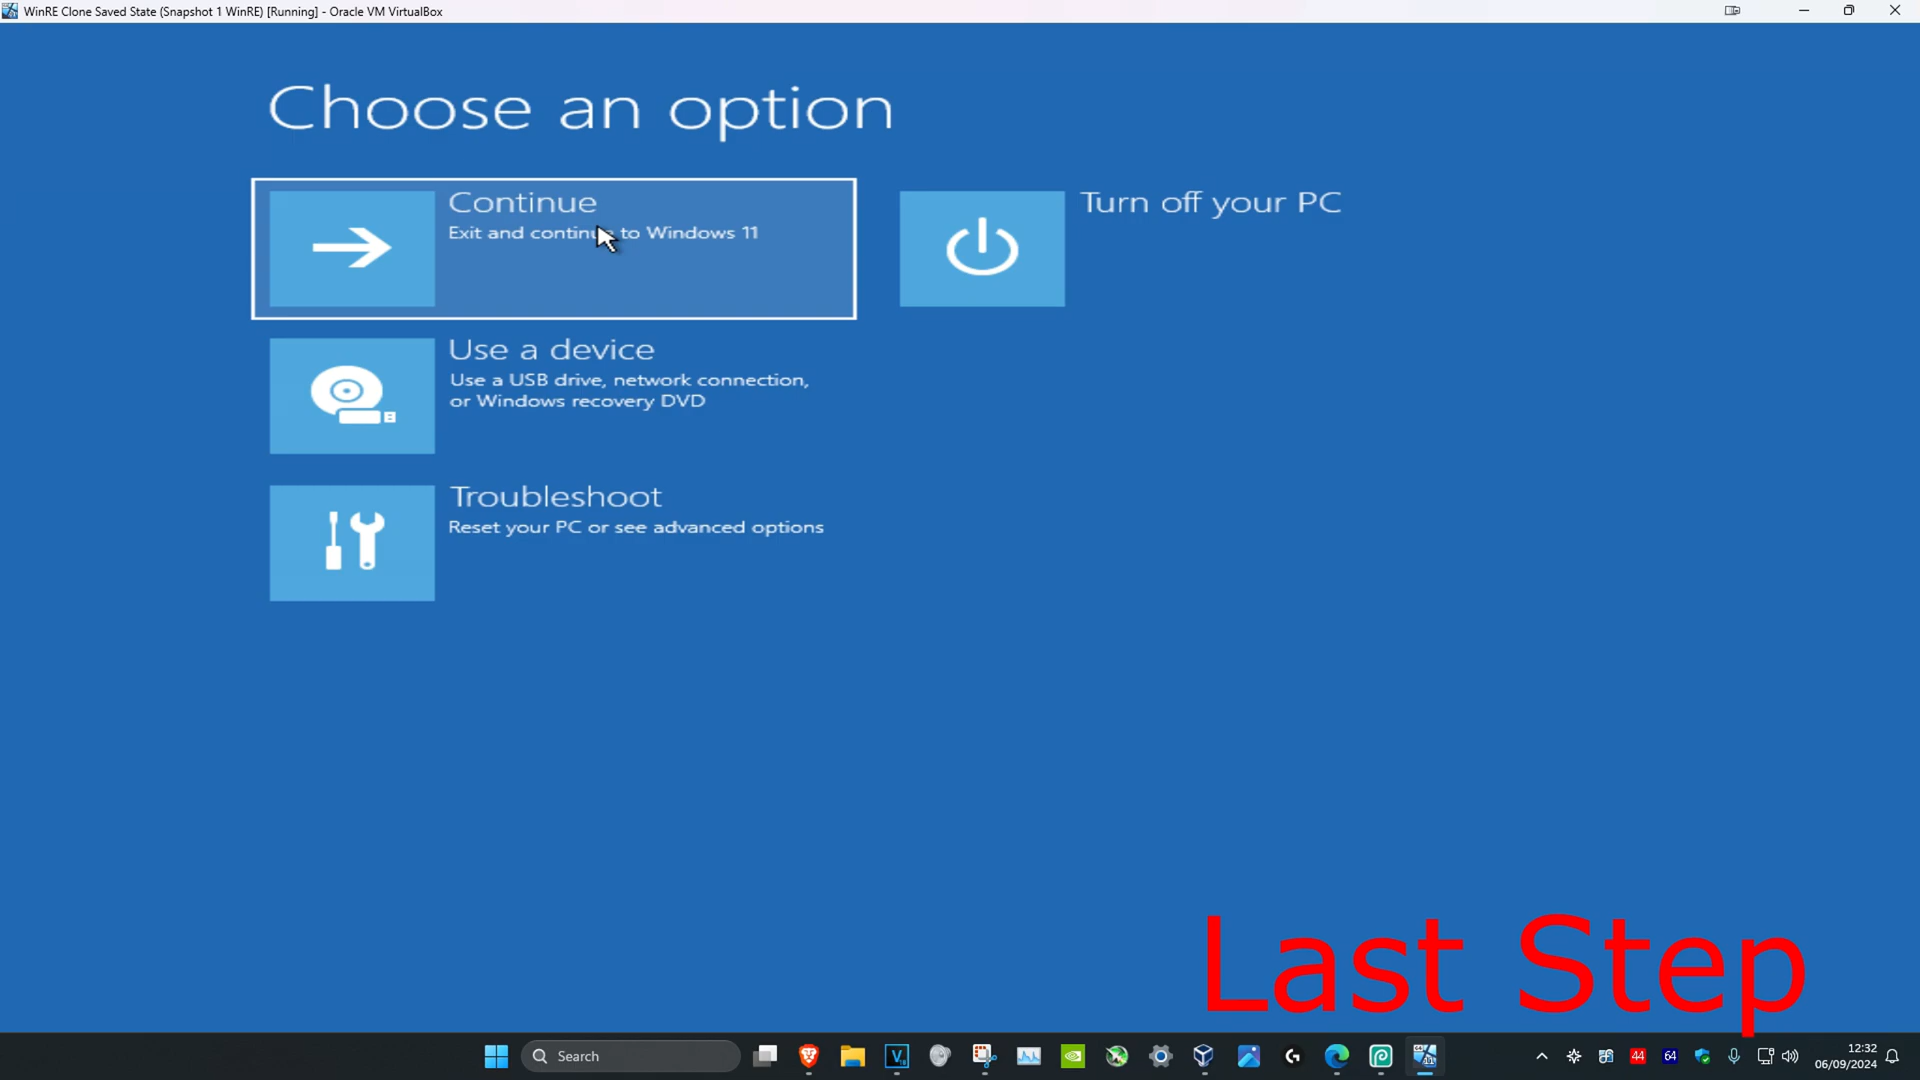 WinRE Clone Saved State (Snapshot 1 WinRE) [Running] - Oracle VM VirtualBox
Choose an option
Continue
Exit and continue to Windows 11
Turn off your PC
Use a device
Use a USB drive, network connection,
or Windows recovery DVD
Troubleshoot
Reset your PC or see advanced options
Last Step
Search
44
64
12:32
06/09/2024